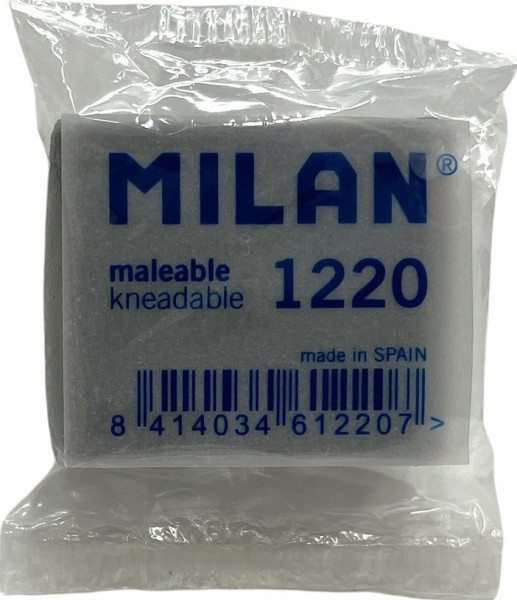 MILAN®
maleable
kneadable 1220
made in SPAIN
8 414034 612207 >